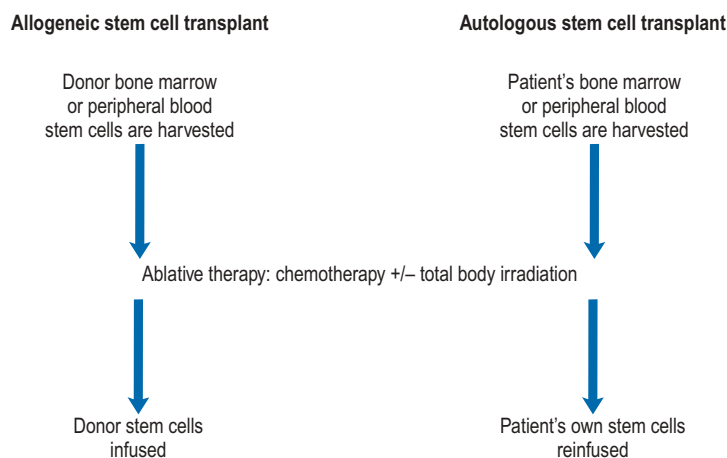 Allogeneic stem cell transplant
Donor bone marrow
or peripheral blood
stem cells are harvested
Autologous stem cell transplant
Patient’s bone marrow
or peripheral blood
stem cells are harvested
Ablative therapy: chemotherapy +/– total body irradiation
Donor stem cells
infused
Patient’s own stem cells
reinfused